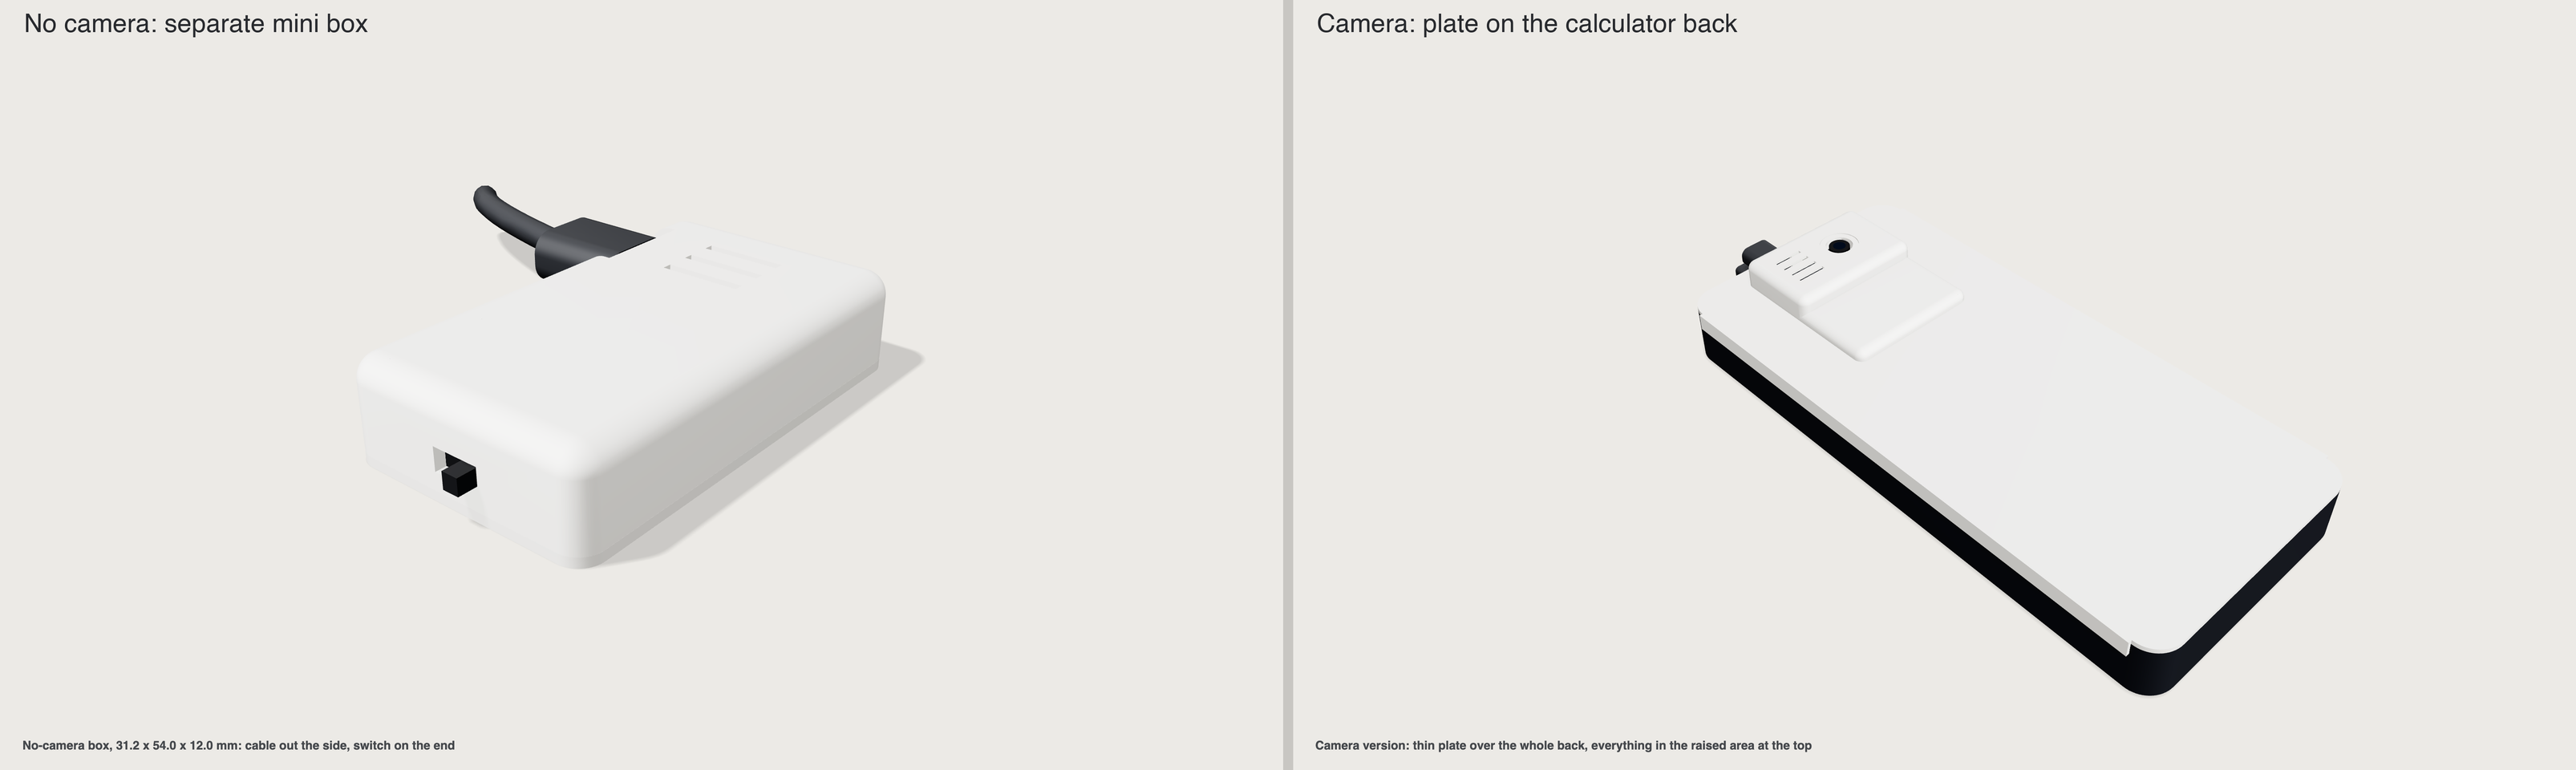 No camera: separate mini box
Camera: plate on the calculator back
No-camera box, 31.2 x 54.0 x 12.0 mm: cable out the side, switch on the end
Camera version: thin plate over the whole back, everything in the raised area at the top